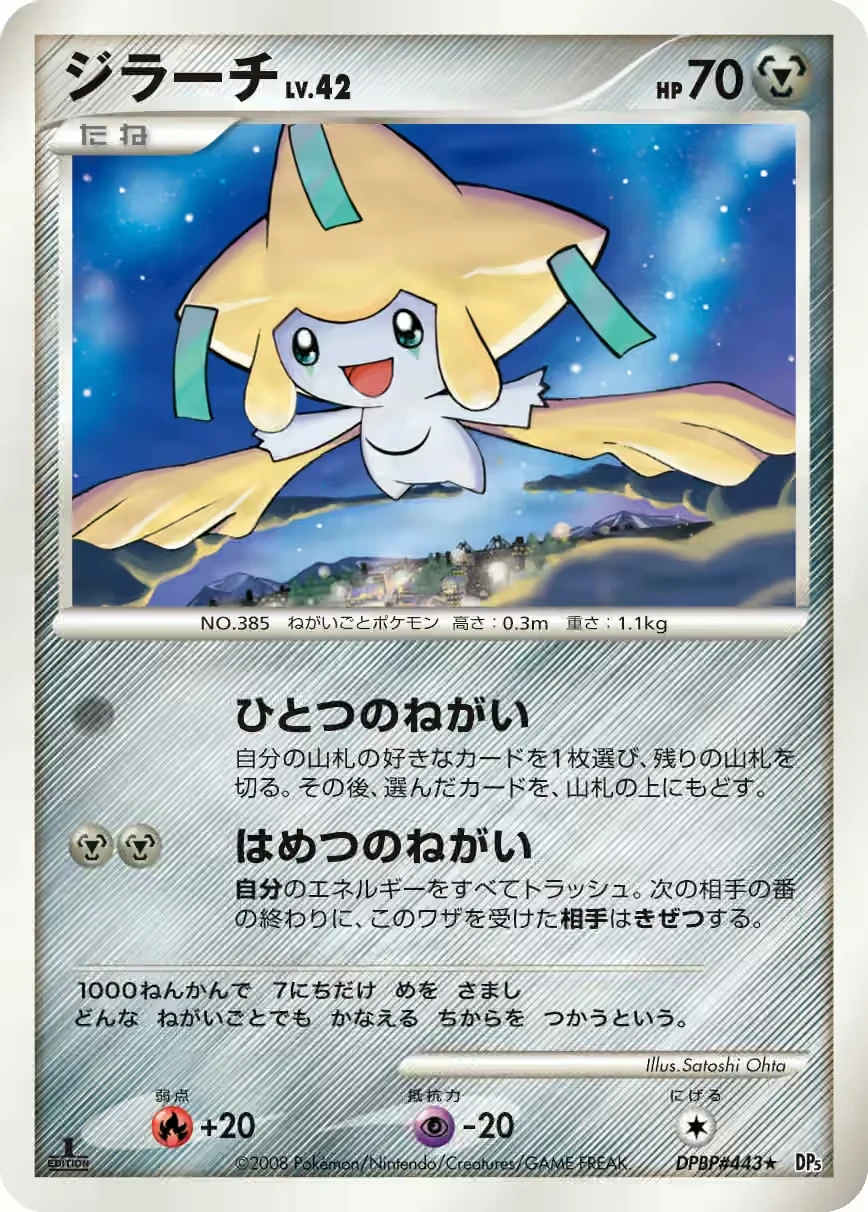 ジラーチ LV.42 HP 70
たね
NO.385 ねがいごとポケモン 高さ:0.3m 重さ:1.1kg
ひとつのねがい
自分の山札の好きなカードを1枚選び、残りの山札を
切る。その後、選んだカードを、山札の上にもどす。
はめつのねがい
自分のエネルギーをすべてトラッシュ。次の相手の番
の終わりに、このワザを受けた相手はきぜつする。
1000ねんかんで 7にちだけ めを さまし
どんな ねがいごとでも かなえる ちからを つかうという。
Illus.Satoshi Ohta
弱点 抵抗力 にげる
+20 -20
1 EDITION ©2008 Pokémon/Nintendo/Creatures/GAME FREAK. DPBP#443★ DP5